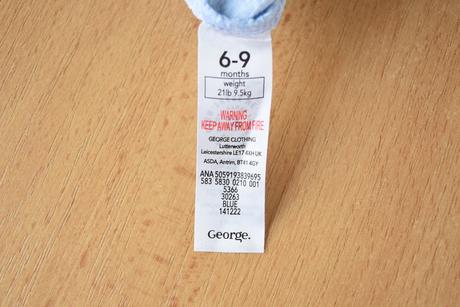 6-9
months
weight
21lb 9.5kg
WARNING
KEEP AWAY FROM FIRE
GEORGE CLOTHING
Lutterworth
Leicestershire LE17 4XH UK
ASDA, Antrim, BT41 4GY
ANA 5059193839695
583 5830 0210 001
5366
30263
BLUE
141222
George.